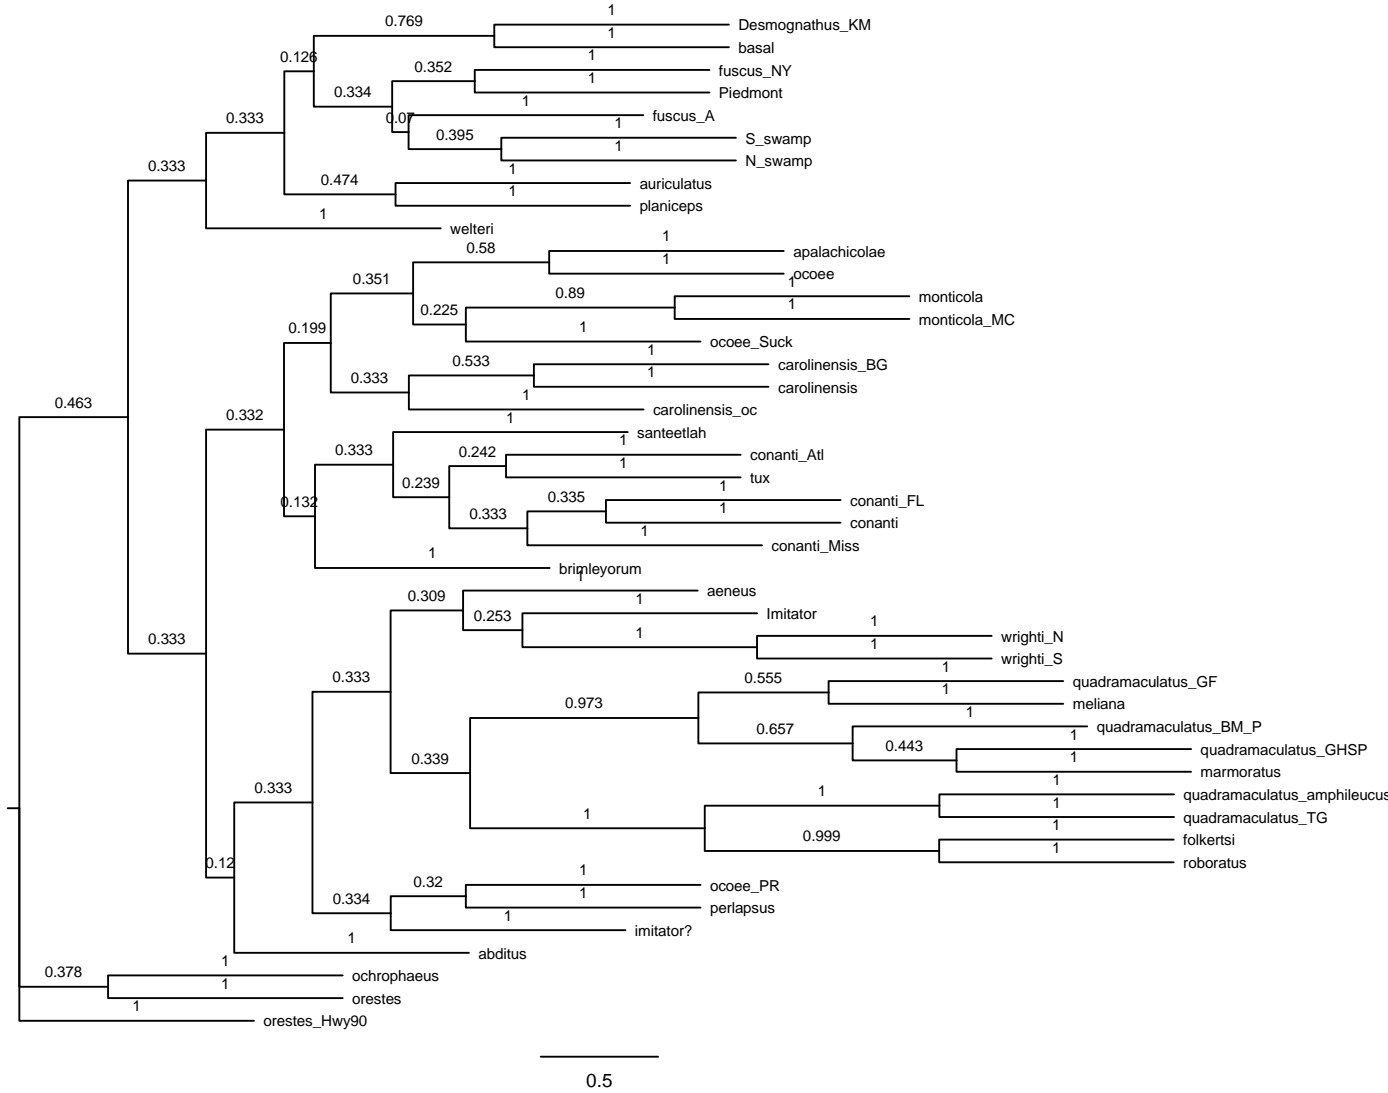 1
0.769
Desmognathus_KM
1
basal
0.126
1
0.352
fuscus_NY
1
0.334
Piedmont
1
0.333
0.07
fuscus_A
1
0.395
S_swamp
1
N_swamp
0.333
1
0.474
auriculatus
1
planiceps
1
welteri
1
0.58
apalachicolae
1
ocoee
0.351
1
0.89
monticola
1
0.225
monticola_MC
0.199
1
ocoee_Suck
1
0.533
carolinensis_BG
1
0.333
carolinensis
1
0.463
0.332
carolinensis_oc
1
santeetlah
1
0.333
0.242
conanti_Atl
1
0.239
tux
1
0.132
0.335
conanti_FL
1
0.333
conanti
1
conanti_Miss
1
brimleyorum
1
0.309
aeneus
1
0.253
Imitator
1
1
0.333
wrighti_N
1
wrighti_S
1
0.333
0.555
quadramaculatus_GF
1
0.973
meliana
1
0.657
quadramaculatus_BM_P
1
0.443
quadramaculatus_GHSP
1
0.339
marmoratus
1
0.333
1
quadramaculatus_amphileucus
1
1
quadramaculatus_TG
1
0.999
folkertsi
1
0.12
roboratus
1
0.32
ocoee_PR
1
0.334
perlapsus
1
imitator?
1
abditus
1
0.378
ochrophaeus
1
orestes
1
orestes_Hwy90
0.5